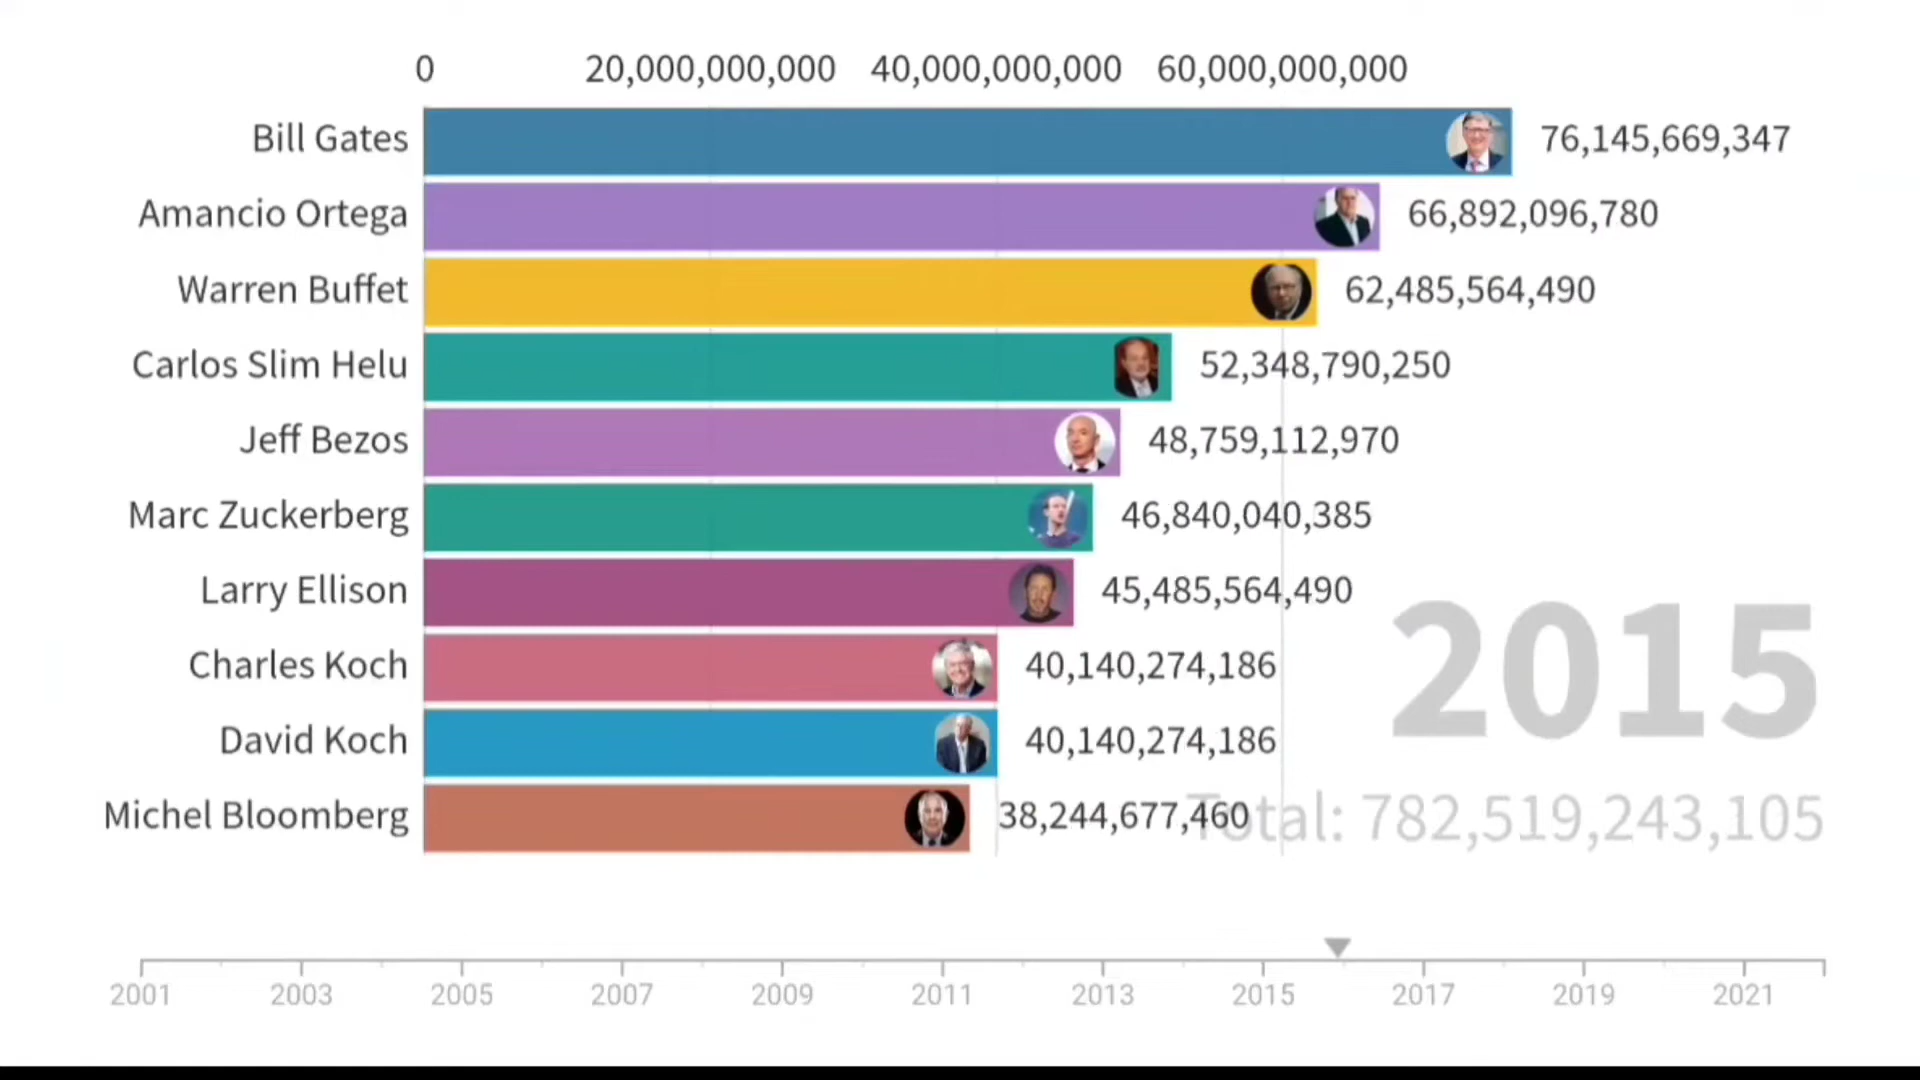 0 20,000,000,000 40,000,000,000 60,000,000,000
Bill Gates 76,145,669,347
Amancio Ortega 66,892,096,780
Warren Buffet 62,485,564,490
Carlos Slim Helu 52,348,790,250
Jeff Bezos 48,759,112,970
Marc Zuckerberg 46,840,040,385
Larry Ellison 45,485,564,490
2015
Charles Koch 40,140,274,186
David Koch 40,140,274,186
Michel Bloomberg 38,244,677,460
Total: 782,519,243,105
2001 2003 2005 2007 2009 2011 2013 2015 2017 2019 2021